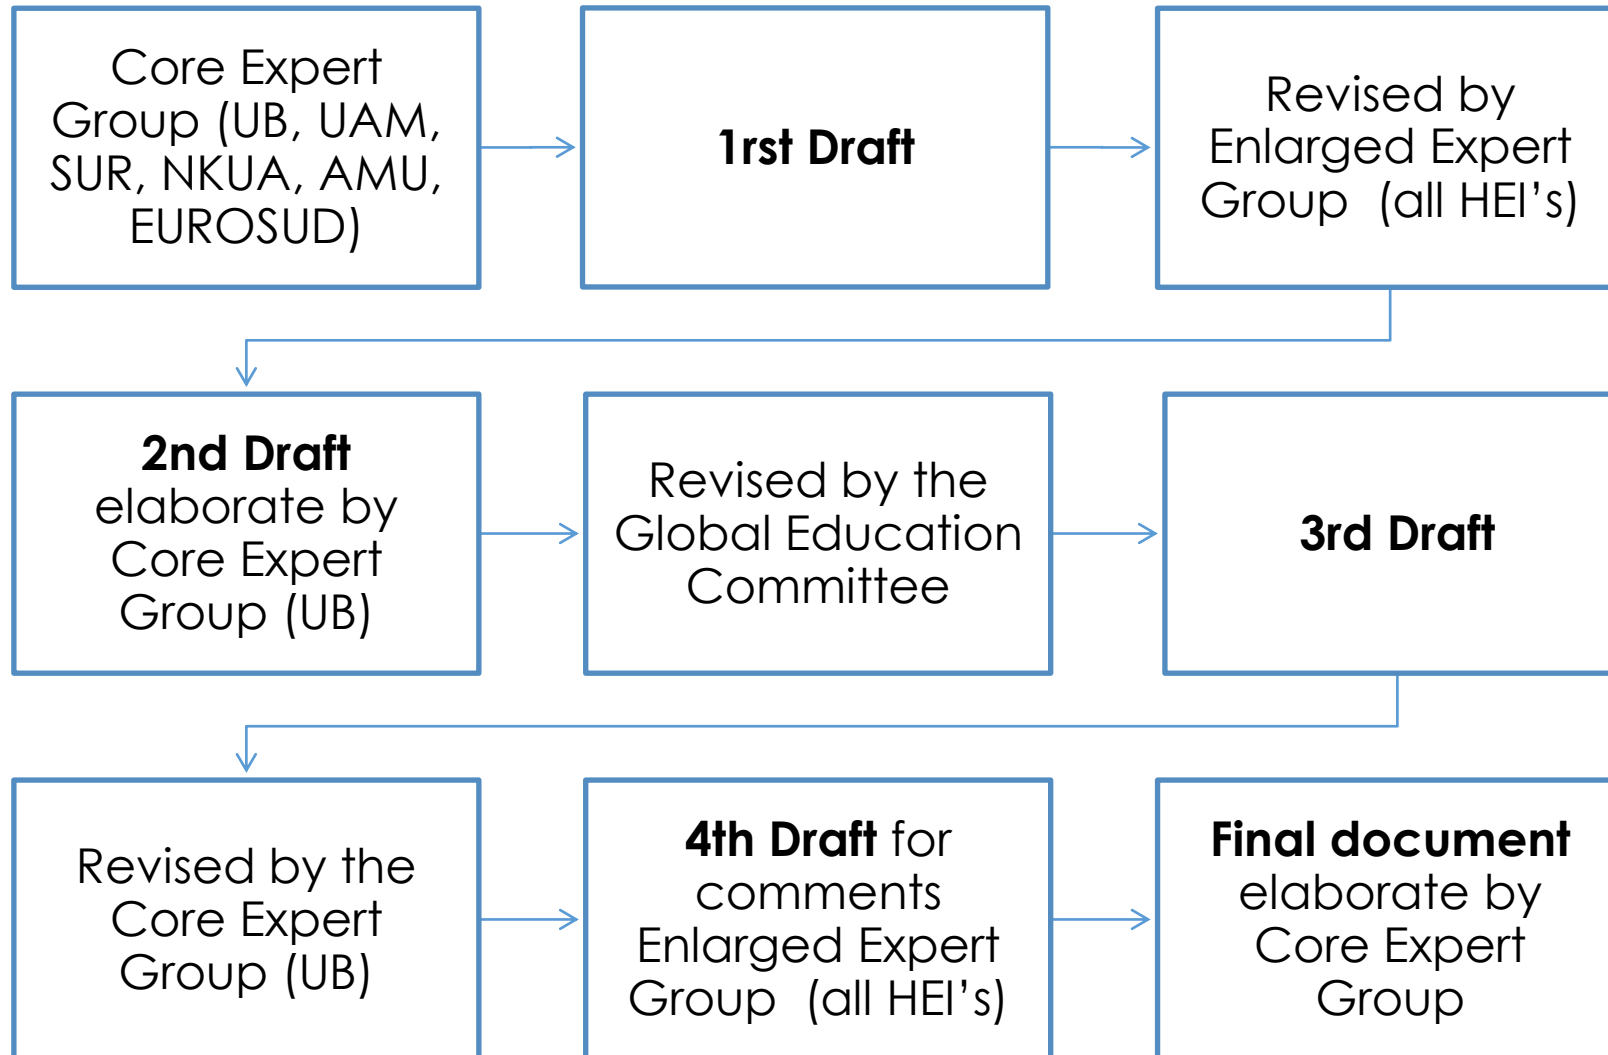 Core Expert
Group (UB, UAM,
SUR, NKUA, AMU,
EUROSUD)
1rst Draft
Revised by
Enlarged Expert
Group (all HEI's)
2nd Draft
elaborate by
Core Expert
Group (UB)
Revised by the
Global Education
Committee
3rd Draft
Revised by the
Core Expert
Group (UB)
4th Draft for
comments
Enlarged Expert
Group (all HEI's)
Final document
elaborate by
Core Expert
Group